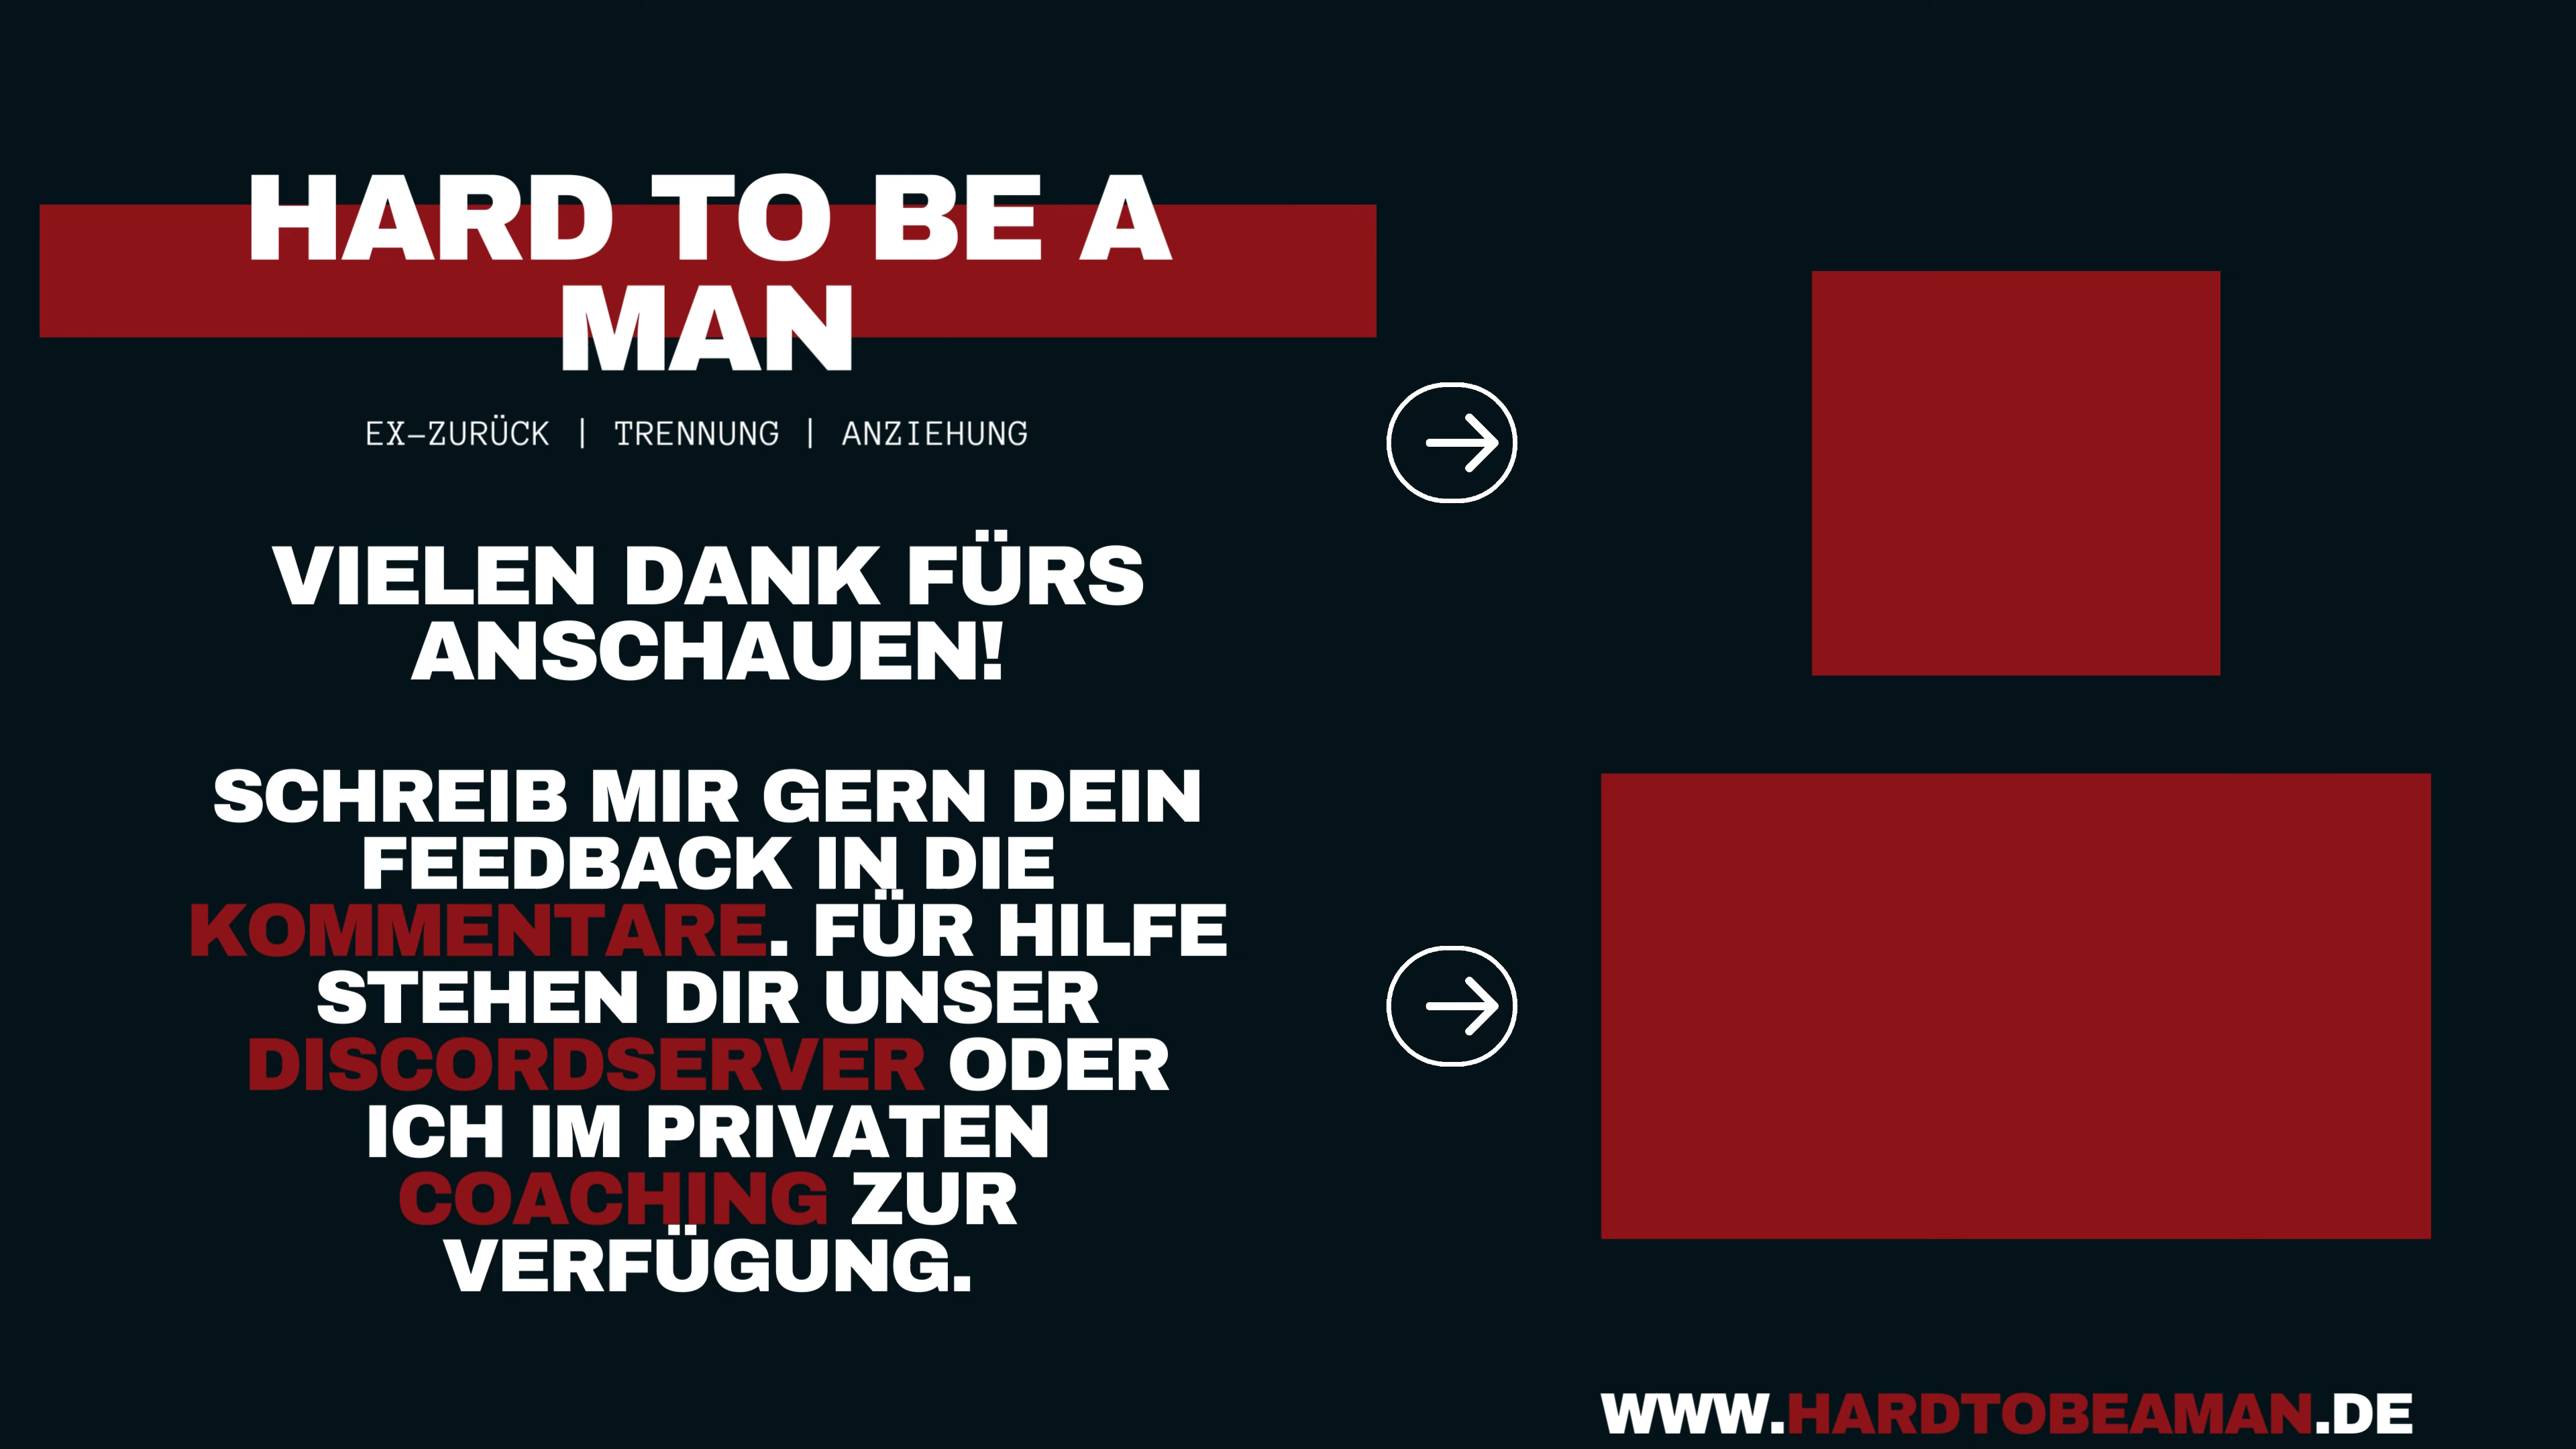 HARD TO BE A
MAN
EX-ZURÜCK | TRENNUNG | ANZIEHUNG
VIELEN DANK FÜRS
ANSCHAUEN!
SCHREIB MIR GERN DEIN
FEEDBACK IN DIE
KOMMENTARE. FÜR HILFE
STEHEN DIR UNSER
DISCORDSERVER ODER
ICH IM PRIVATEN
COACHING ZUR
VERFÜGUNG.
WWW.HARDTOBEAMAN.DE